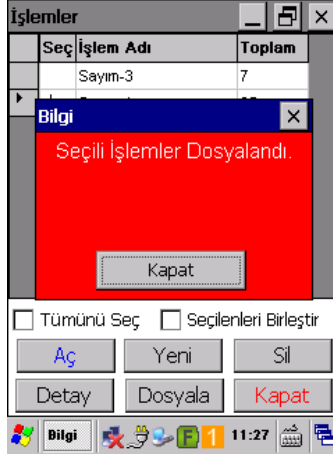 İşlemler
Seç İşlem Adı Toplam
Sayım-3 7
Bilgi
Seçili İşlemler Dosyalandı.
Kapat
Tümünü Seç Seçilenleri Birleştir
Aç Yeni Sil
Detay Dosyala Kapat
Bilgi F 1 11:27